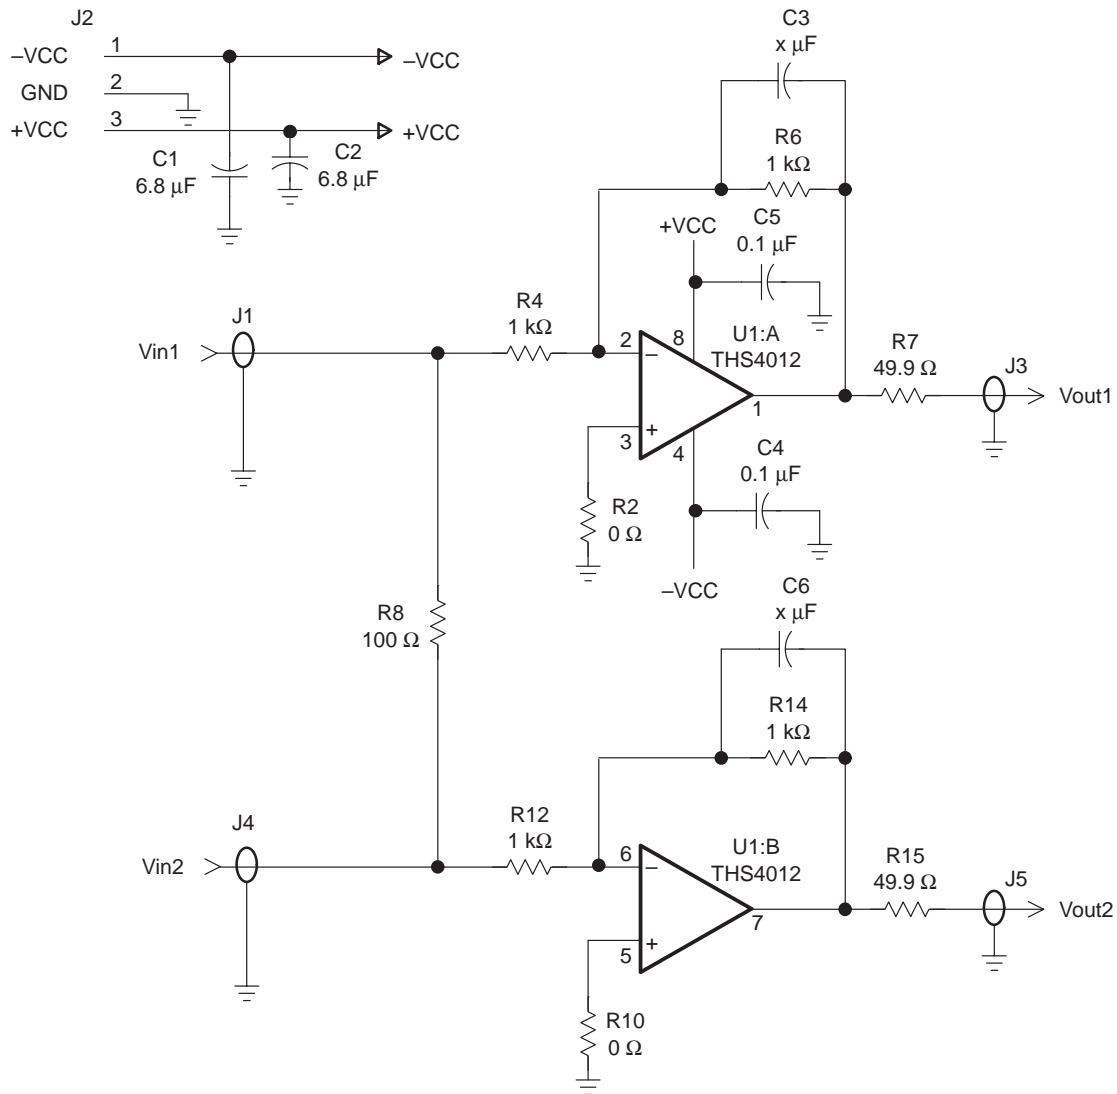 J2
–VCC 1 –VCC
GND 2
+VCC 3 +VCC
C1
6.8 μF
C2
6.8 μF
C3
x μF
R6
1 kΩ
+VCC
C5
0.1 μF
Vin1
J1
R4
1 kΩ
2
–
8
U1:A
THS4012
1
R7
49.9 Ω
J3
Vout1
3
+
4
C4
0.1 μF
R2
0 Ω
–VCC
R8
100 Ω
C6
x μF
R14
1 kΩ
Vin2
J4
R12
1 kΩ
6
–
U1:B
THS4012
7
R15
49.9 Ω
J5
Vout2
5
+
R10
0 Ω